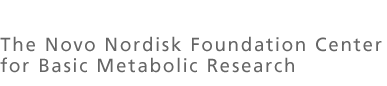 The Novo Nordisk Foundation Center
for Basic Metabolic Research